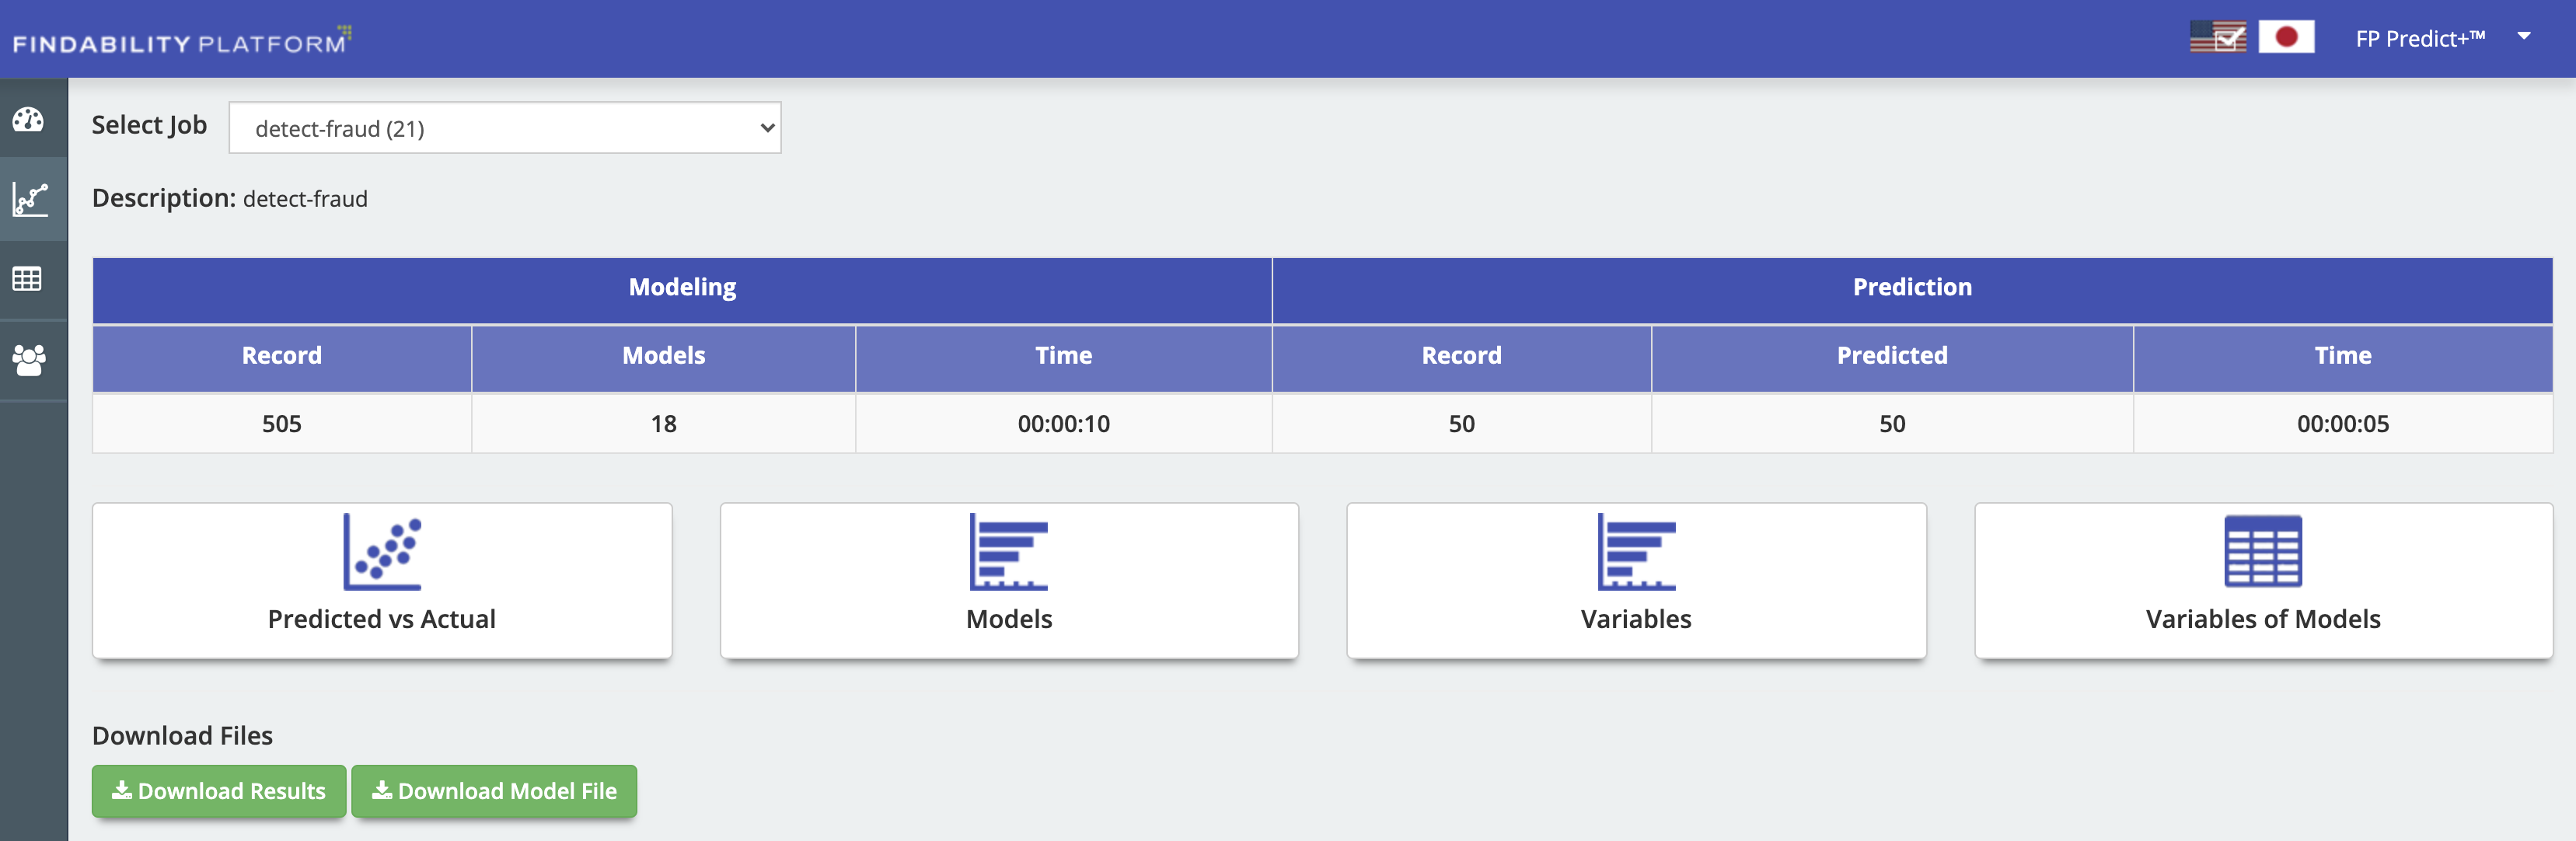 FINDABILITY PLATFORM
FP Predict+™
Select Job
detect-fraud (21)
Description: detect-fraud
Modeling Prediction
Record Models Time Record Predicted Time
505 18 00:00:10 50 50 00:00:05
Predicted vs Actual
Models
Variables
Variables of Models
Download Files
Download Results
Download Model File